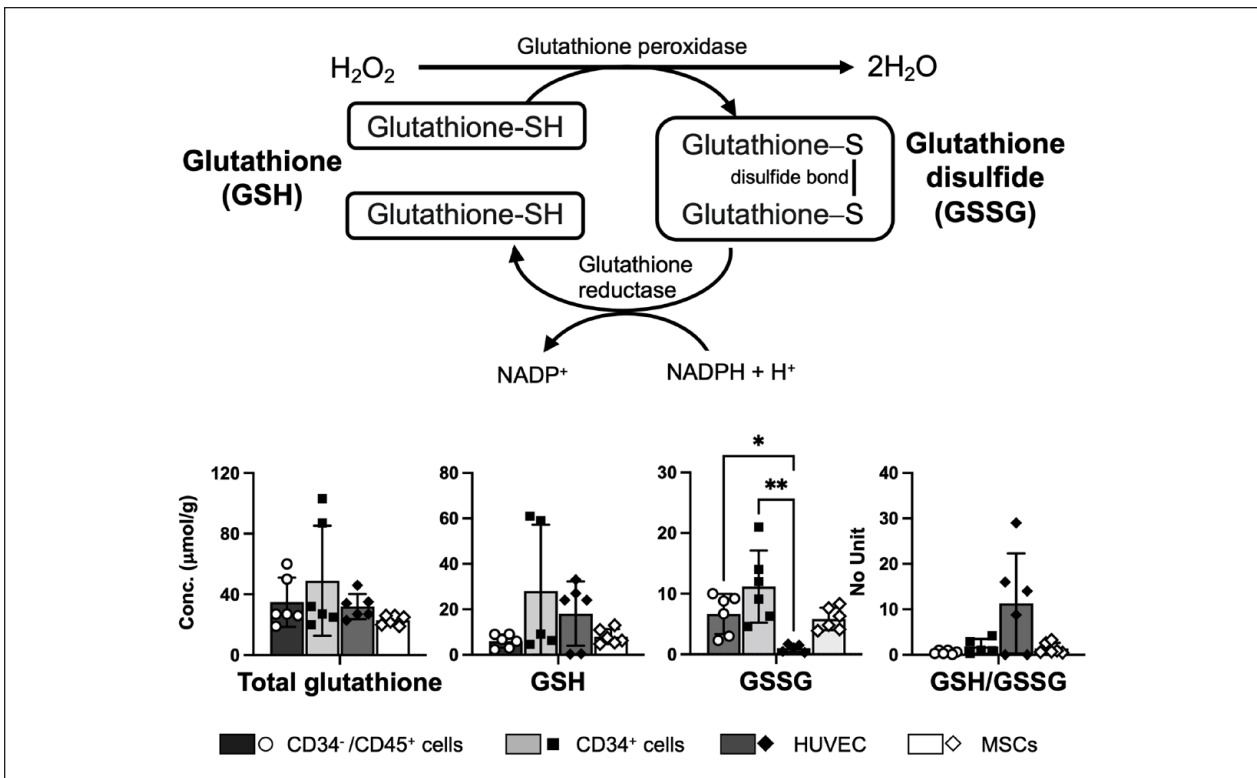 Glutathione peroxidase
H₂O₂
2H₂O
Glutathione-SH
Glutathione
(GSH)
Glutathione-SH
Glutathione–S
disulfide bond
Glutathione–S
Glutathione
disulfide
(GSSG)
Glutathione
reductase
NADP⁺
NADPH + H⁺
Conc. (μmol/g)
120
80
40
0
Total glutathione
80
60
40
20
0
GSH
30
20
10
0
*
**
GSSG
No Unit
40
30
20
10
0
GSH/GSSG
CD34⁻ /CD45⁺ cells
CD34⁺ cells
HUVEC
MSCs